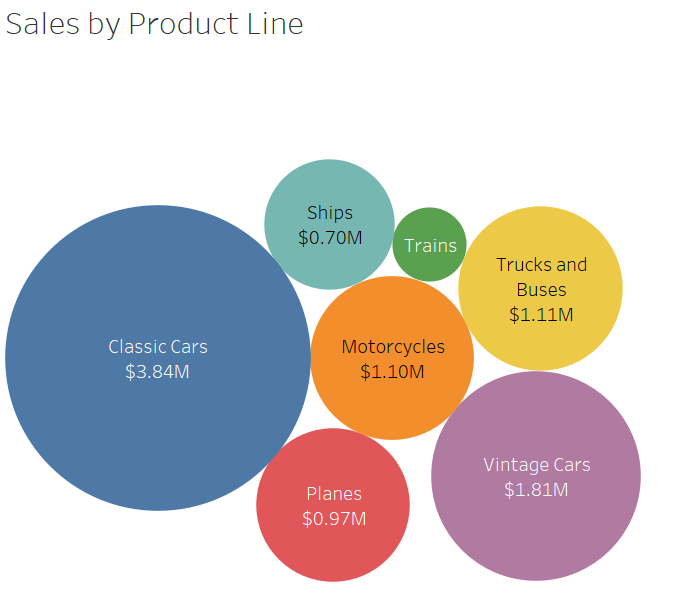 Sales by Product Line
Ships
$0.70M
Trains
Trucks and
Buses
$1.11M
Classic Cars
$3.84M
Motorcycles
$1.10M
Vintage Cars
$1.81M
Planes
$0.97M